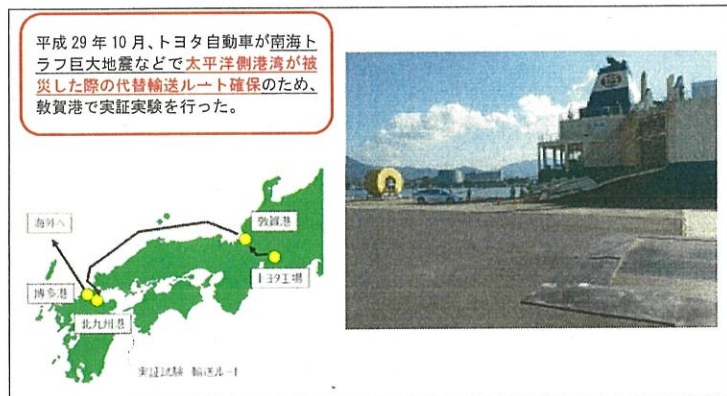 平成 29 年 10 月、トヨタ自動車が南海ト
ラフ巨大地震などで太平洋側港湾が被
災した際の代替輸送ルート確保のため、
敦賀港で実証実験を行った。
敦賀港
海外へ
トヨタ工場
博多港
北九州港
実証試験 輸送ルート